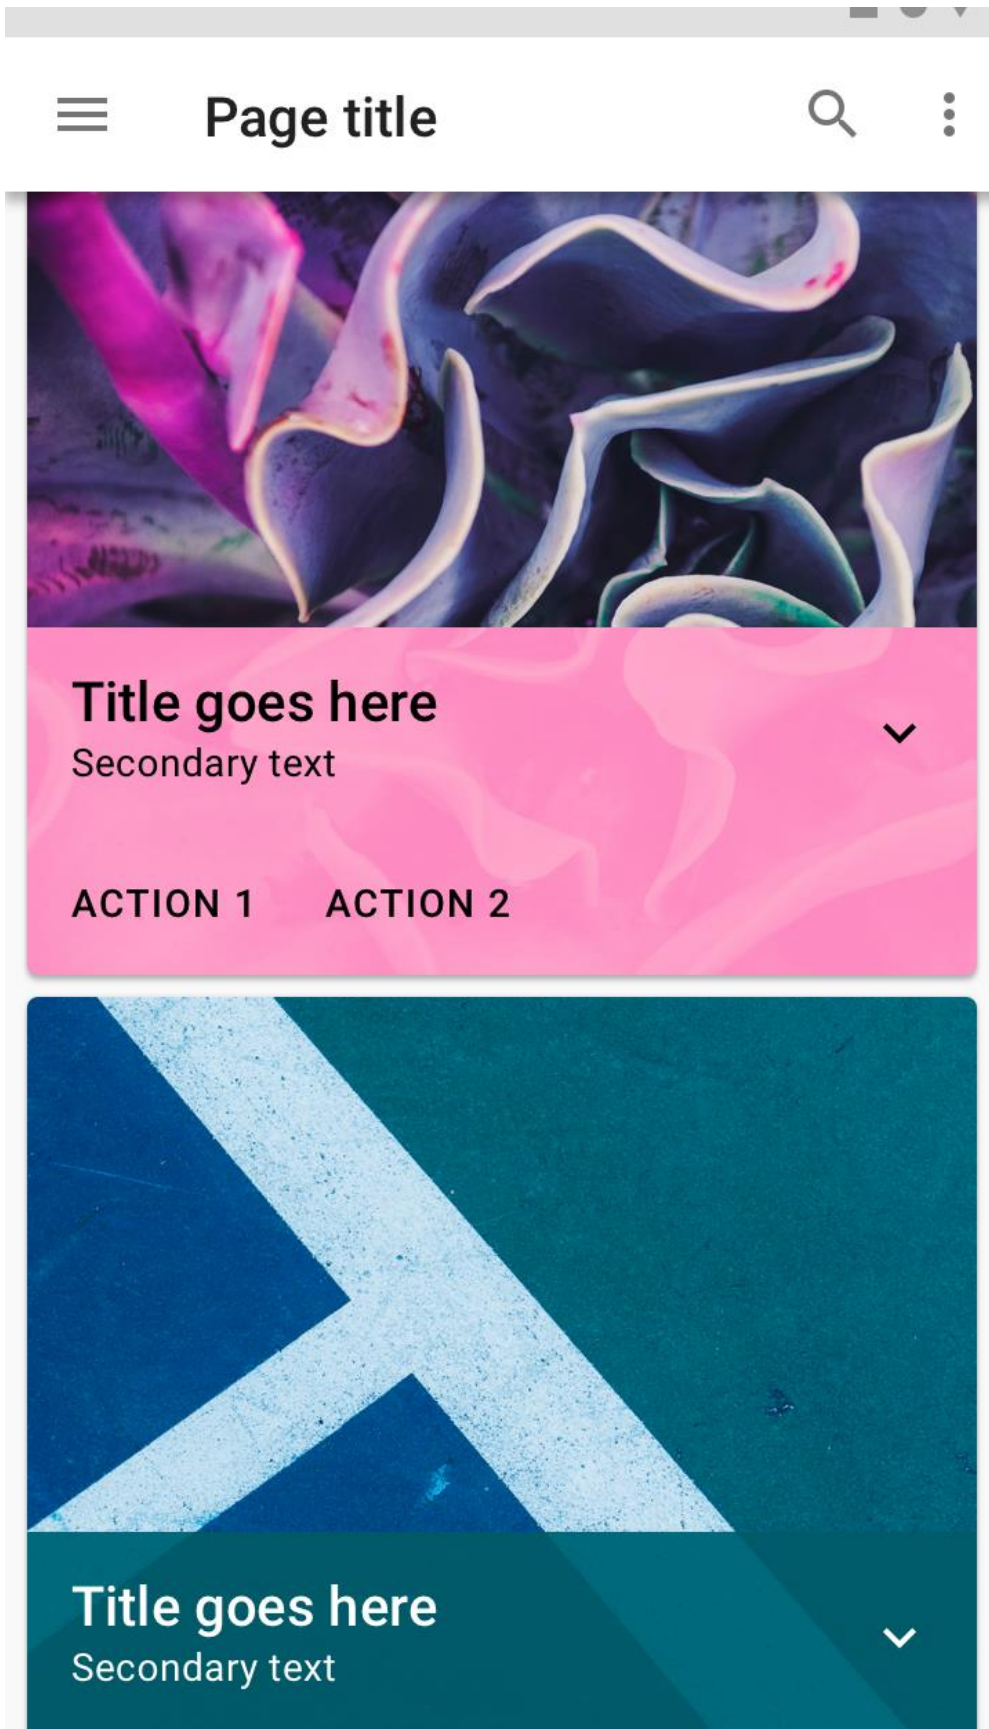 Page title
Title goes here
Secondary text
ACTION 1 ACTION 2
Title goes here
Secondary text